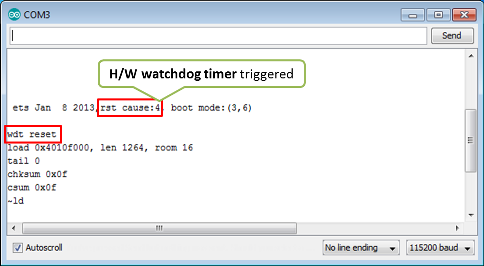 COM3
Send
H/W watchdog timer triggered
ets Jan  8 2013,rst cause:4, boot mode:(3,6)
wdt reset
load 0x4010f000, len 1264, room 16
tail 0
chksum 0x0f
csum 0x0f
~ld
Autoscroll
No line ending
115200 baud